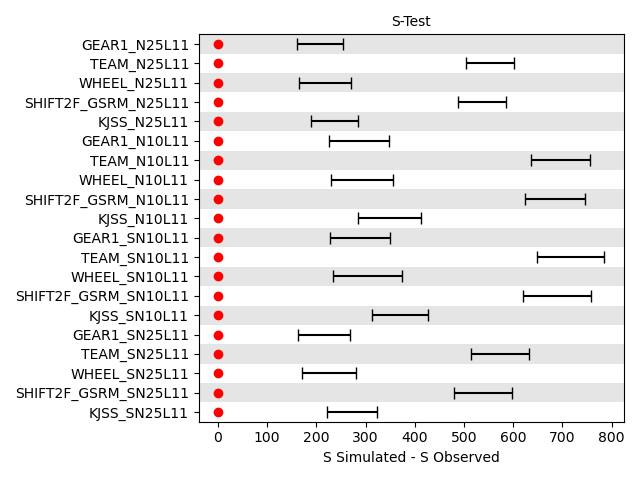 S-Test
GEAR1_N25L11
TEAM_N25L11
WHEEL_N25L11
SHIFT2F_GSRM_N25L11
KJSS_N25L11
GEAR1_N10L11
TEAM_N10L11
WHEEL_N10L11
SHIFT2F_GSRM_N10L11
KJSS_N10L11
GEAR1_SN10L11
TEAM_SN10L11
WHEEL_SN10L11
SHIFT2F_GSRM_SN10L11
KJSS_SN10L11
GEAR1_SN25L11
TEAM_SN25L11
WHEEL_SN25L11
SHIFT2F_GSRM_SN25L11
KJSS_SN25L11
0 100 200 300 400 500 600 700 800
S Simulated - S Observed